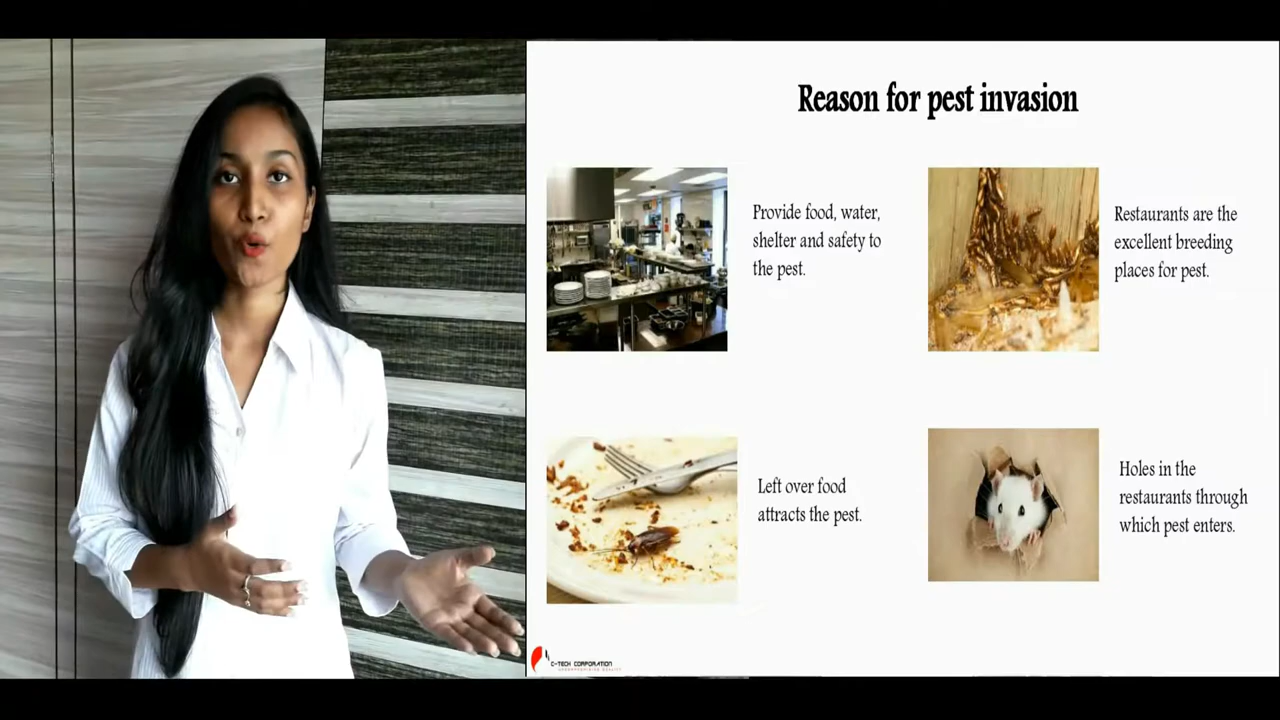 Reason for pest invasion
Provide food, water,
shelter and safety to
the pest.
Restaurants are the
excellent breeding
places for pest.
Left over food
attracts the pest.
Holes in the
restaurants through
which pest enters.
C-TECH CORPORATION